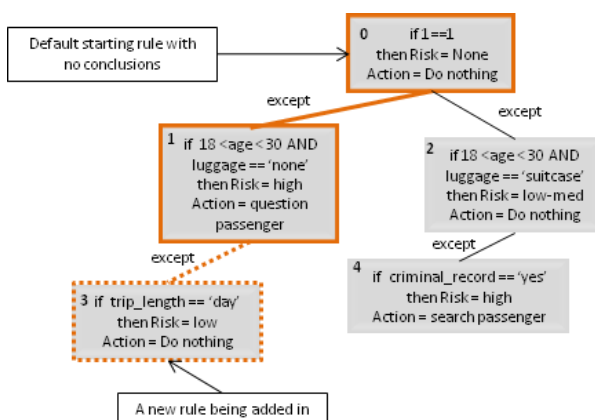 Default starting rule with
no conclusions
0 if 1==1
then Risk = None
Action = Do nothing
except
except
1
if 18 <age < 30 AND
luggage == 'none'
then Risk = high
Action = question
passenger
2
if 18 <age < 30 AND
luggage == 'suitcase'
then Risk = low-med
Action = Do nothing
except
except
3 if trip_length == 'day'
then Risk = low
Action = Do nothing
4
if criminal_record == 'yes'
then Risk = high
Action = search passenger
A new rule being added in